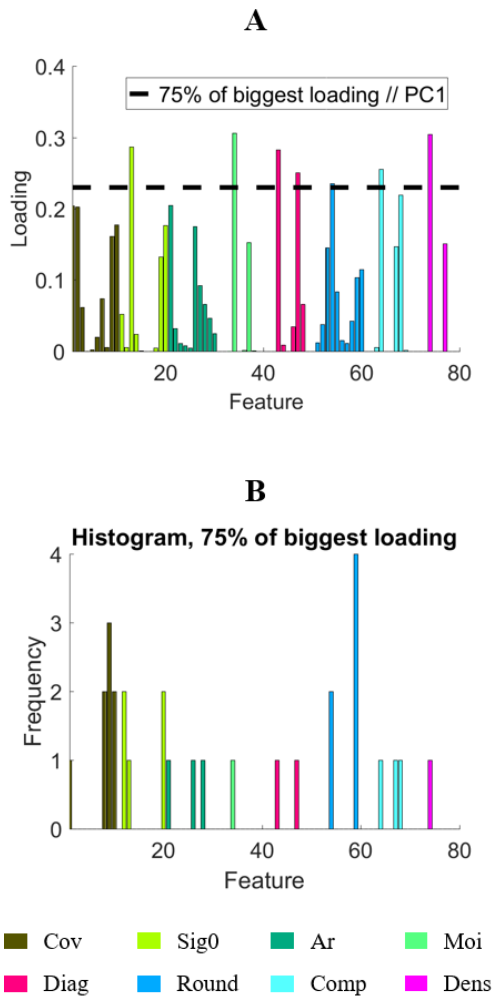 A
0.4
75% of biggest loading // PC1
0.3
0.2
0.1
0
Loading
20 40 60 80
Feature
B
Histogram, 75% of biggest loading
4
3
2
1
0
Frequency
20 40 60 80
Feature
Cov Sig0 Ar Moi
Diag Round Comp Dens